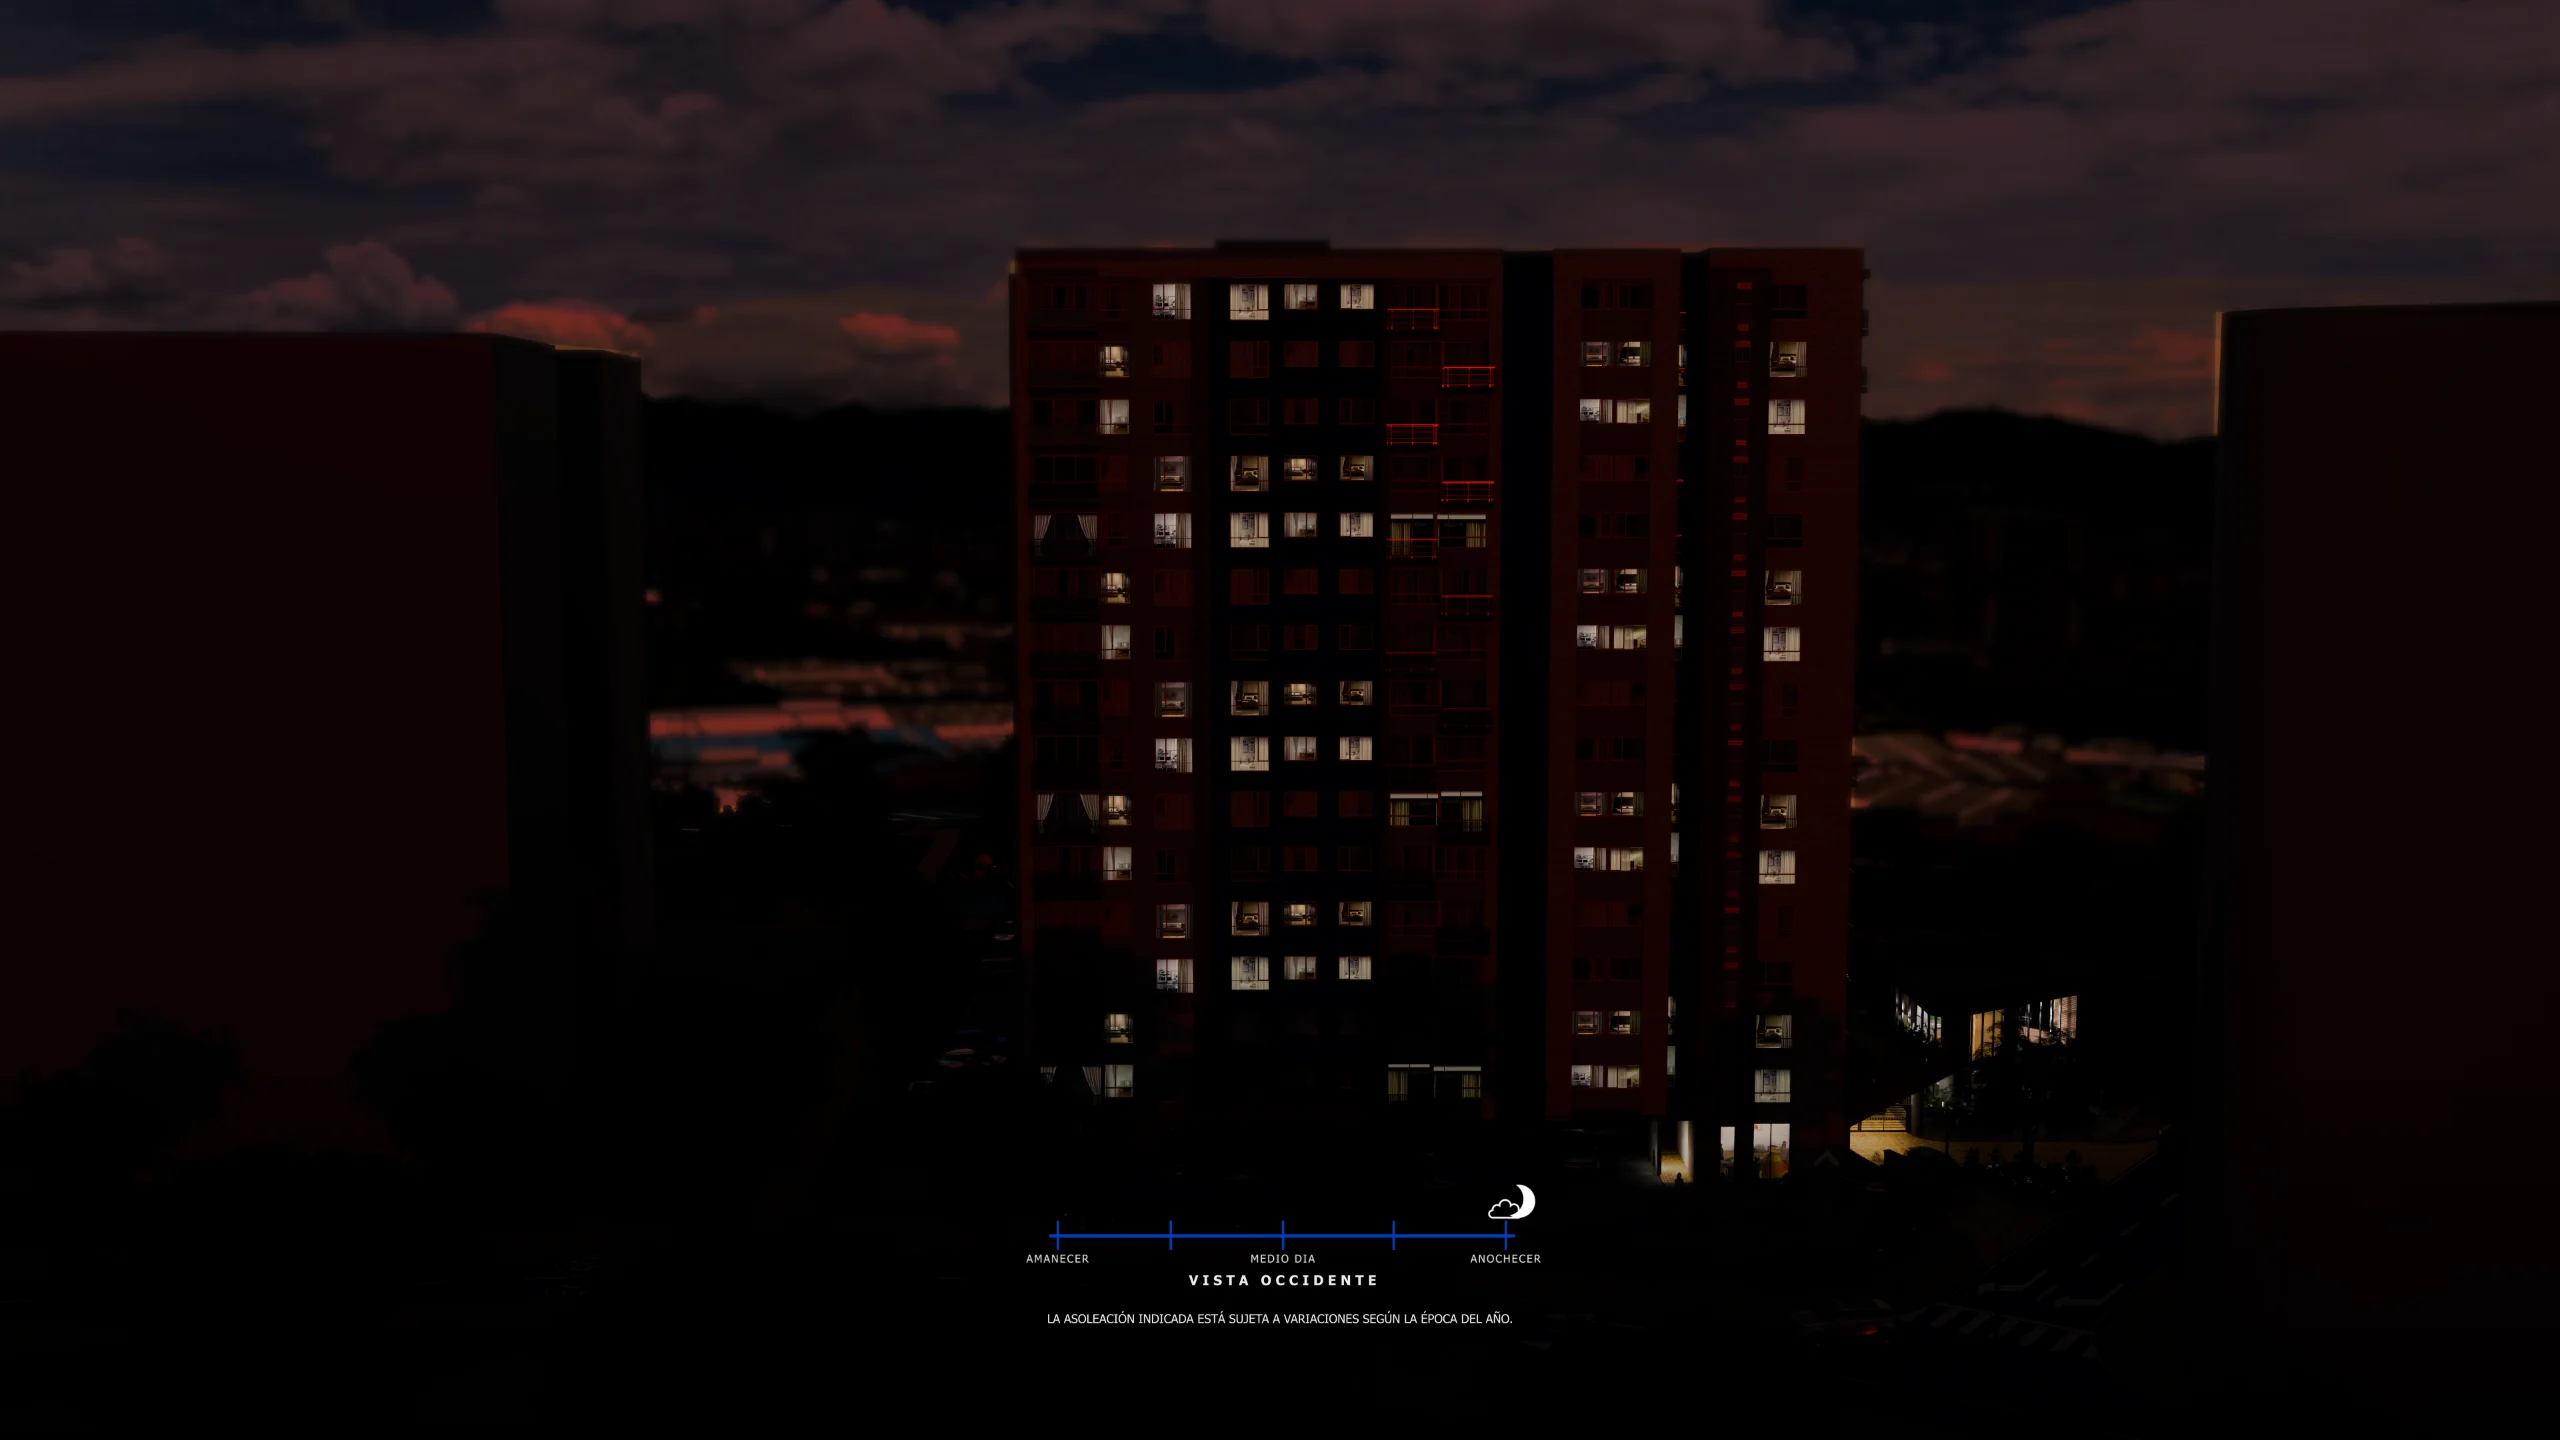 AMANECER MEDIO DIA ANOCHECER
VISTA OCCIDENTE
LA ASOLEACIÓN INDICADA ESTÁ SUJETA A VARIACIONES SEGÚN LA ÉPOCA DEL AÑO.